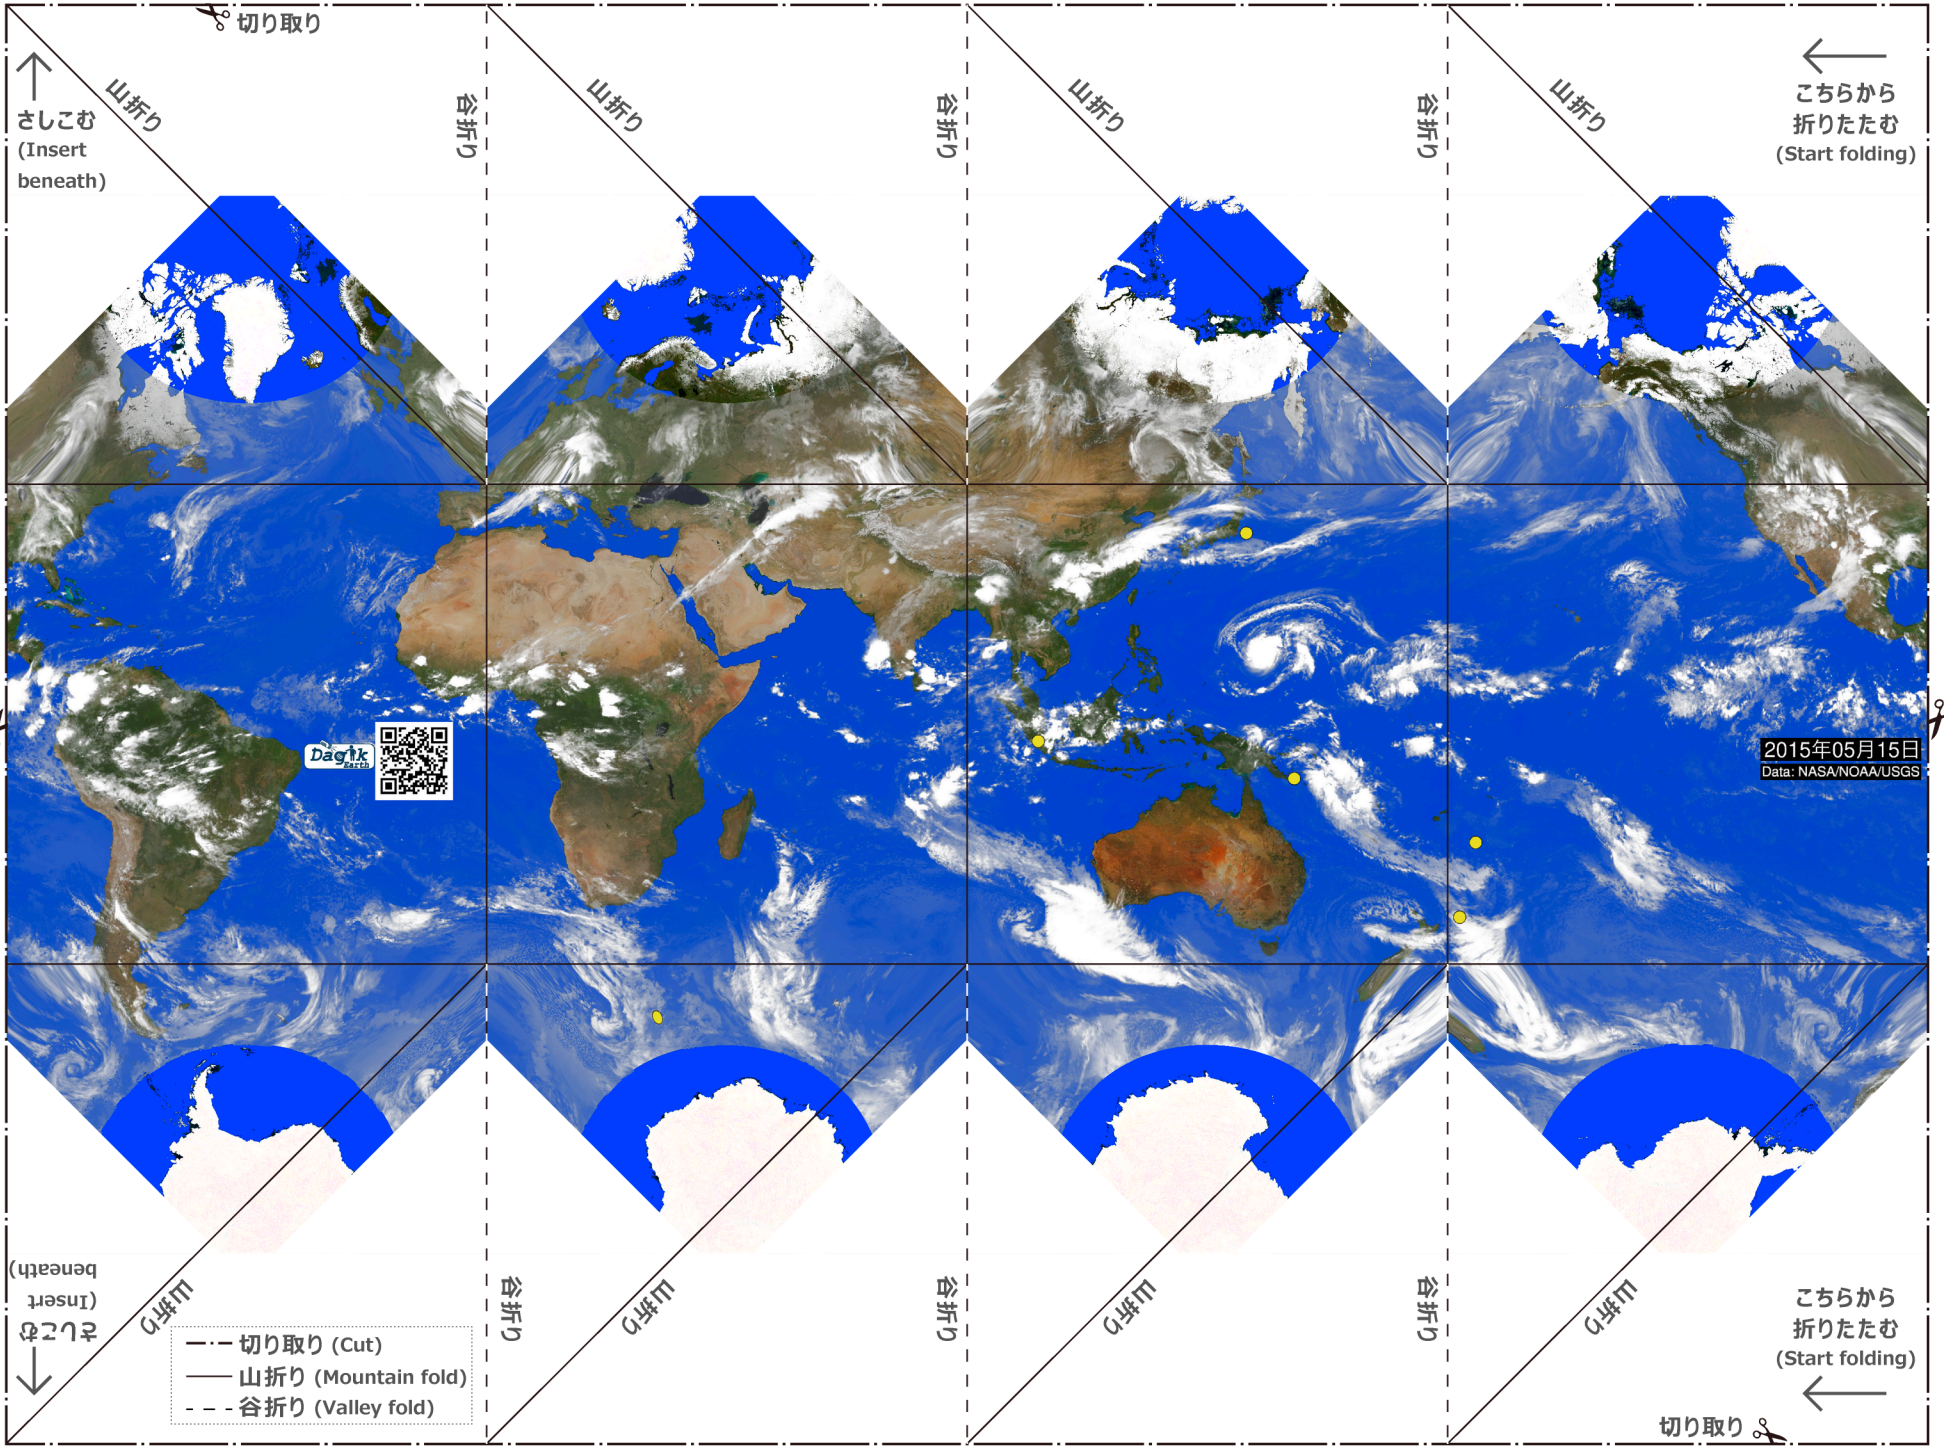 切り取り
さしこむ
(Insert
beneath)
山折り
谷折り
山折り
谷折り
山折り
谷折り
山折り
こちらから
折りたたむ
(Start folding)
Dagik
Earth
2015年05月15日
Data: NASA/NOAA/USGS
さしこむ
(Insert
beneath)
山折り
谷折り
山折り
谷折り
山折り
谷折り
山折り
こちらから
折りたたむ
(Start folding)
切り取り (Cut)
山折り (Mountain fold)
谷折り (Valley fold)
切り取り